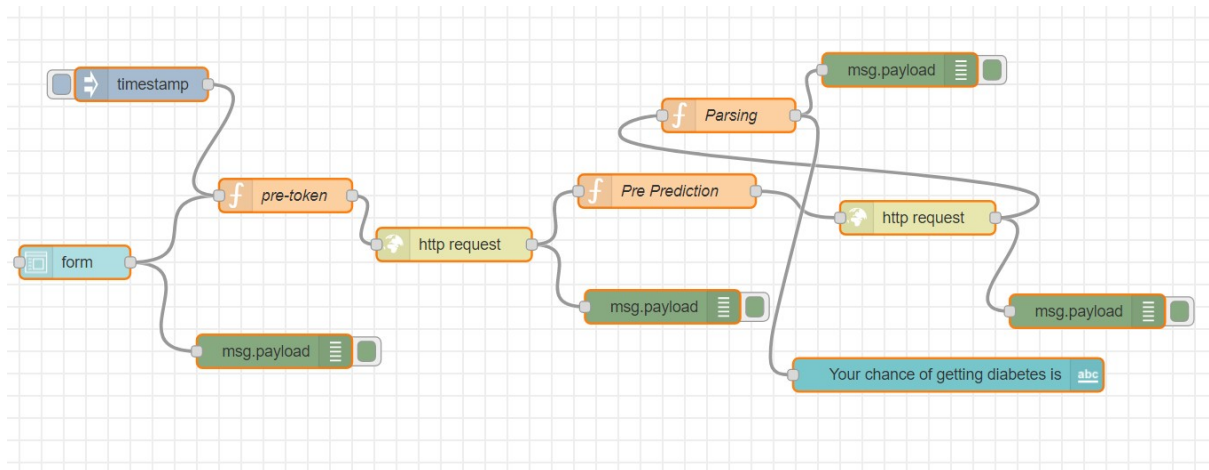 msg.payload
timestamp
Parsing
pre-token
Pre Prediction
http request
http request
form
msg.payload
msg.payload
msg.payload
Your chance of getting diabetes is
abc